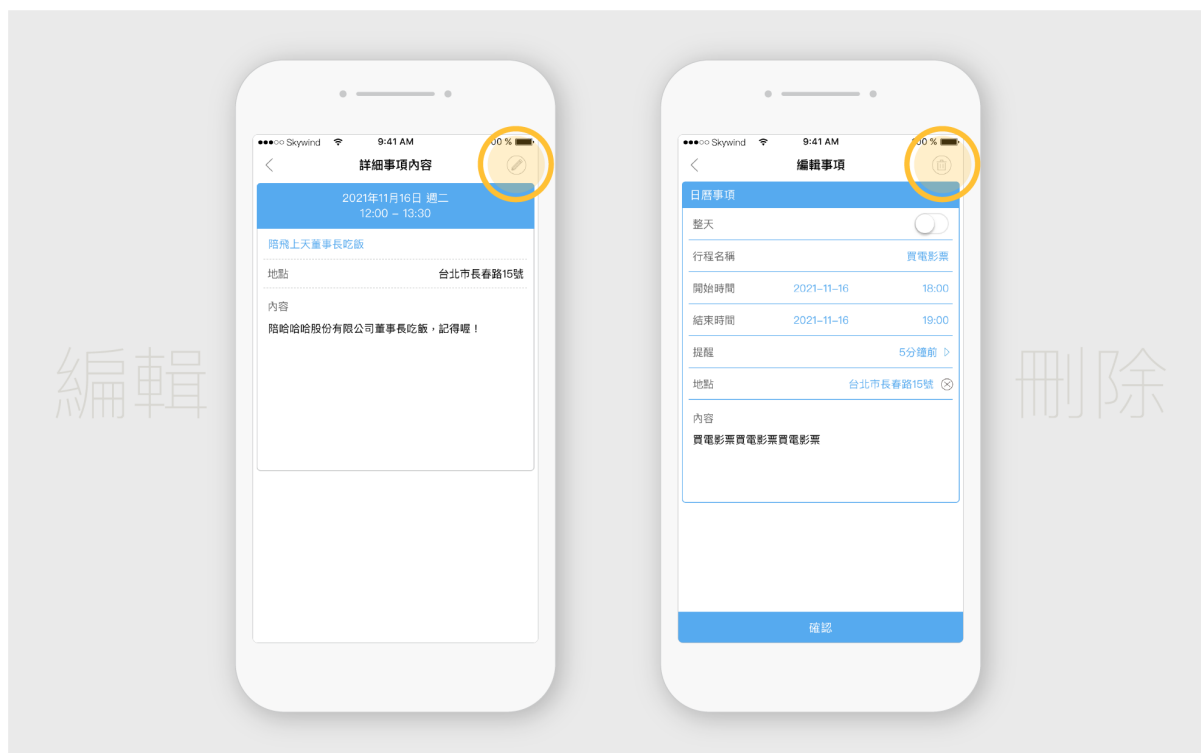 編輯
Skywind 9:41 AM 00 %
詳細事項內容
2021年11月16日 週二
12:00 – 13:30
陪飛上天董事長吃飯
地點 台北市長春路15號
內容
陪哈哈哈股份有限公司董事長吃飯,記得喔!
Skywind 9:41 AM 00 %
編輯事項
日曆事項
整天
行程名稱 買電影票
開始時間 2021–11–16 18:00
結束時間 2021–11–16 19:00
提醒 5分鐘前
地點 台北市長春路15號
內容
買電影票買電影票買電影票
確認
刪除